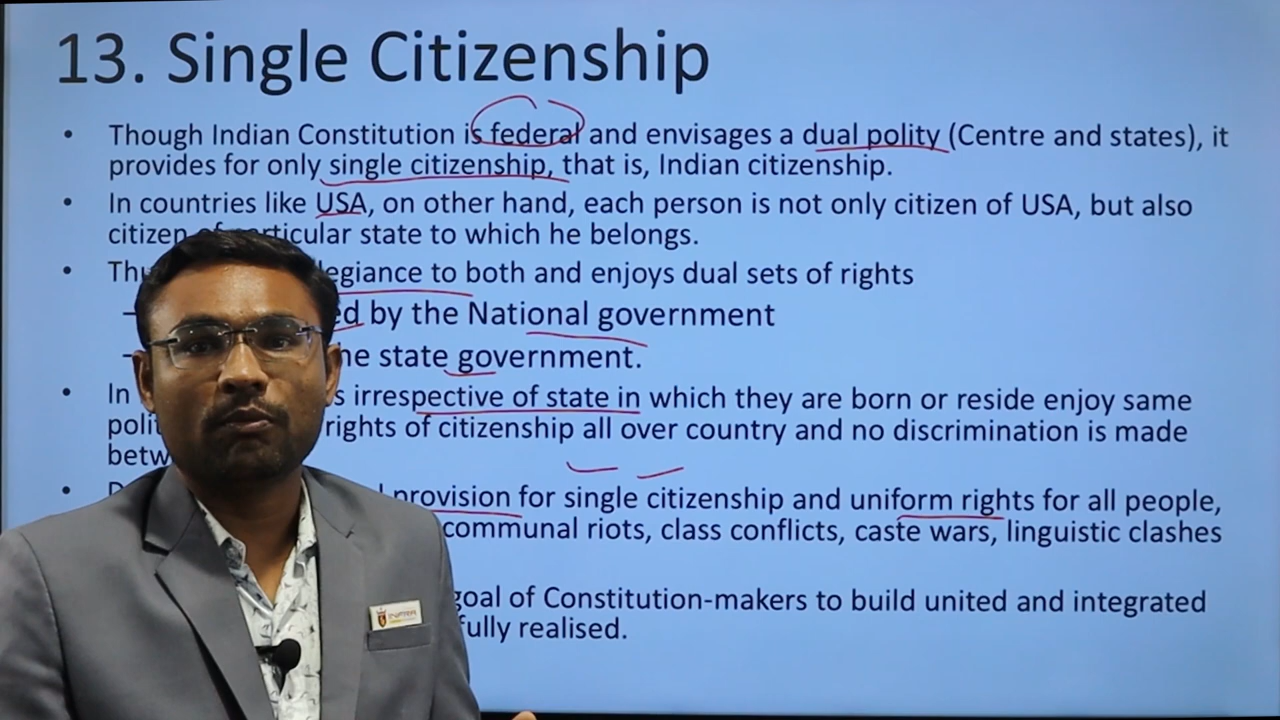 13. Single Citizenship
• Though Indian Constitution is federal and envisages a dual polity (Centre and states), it
provides for only single citizenship, that is, Indian citizenship.
• In countries like USA, on other hand, each person is not only citizen of USA, but also
citizen of particular state to which he belongs.
• legiance to both and enjoys dual sets of rights
– ed by the National government
– he state government.
• In s irrespective of state in which they are born or reside enjoy same
polit rights of citizenship all over country and no discrimination is made
betw
• provision for single citizenship and uniform rights for all people,
communal riots, class conflicts, caste wars, linguistic clashes
goal of Constitution-makers to build united and integrated
fully realised.